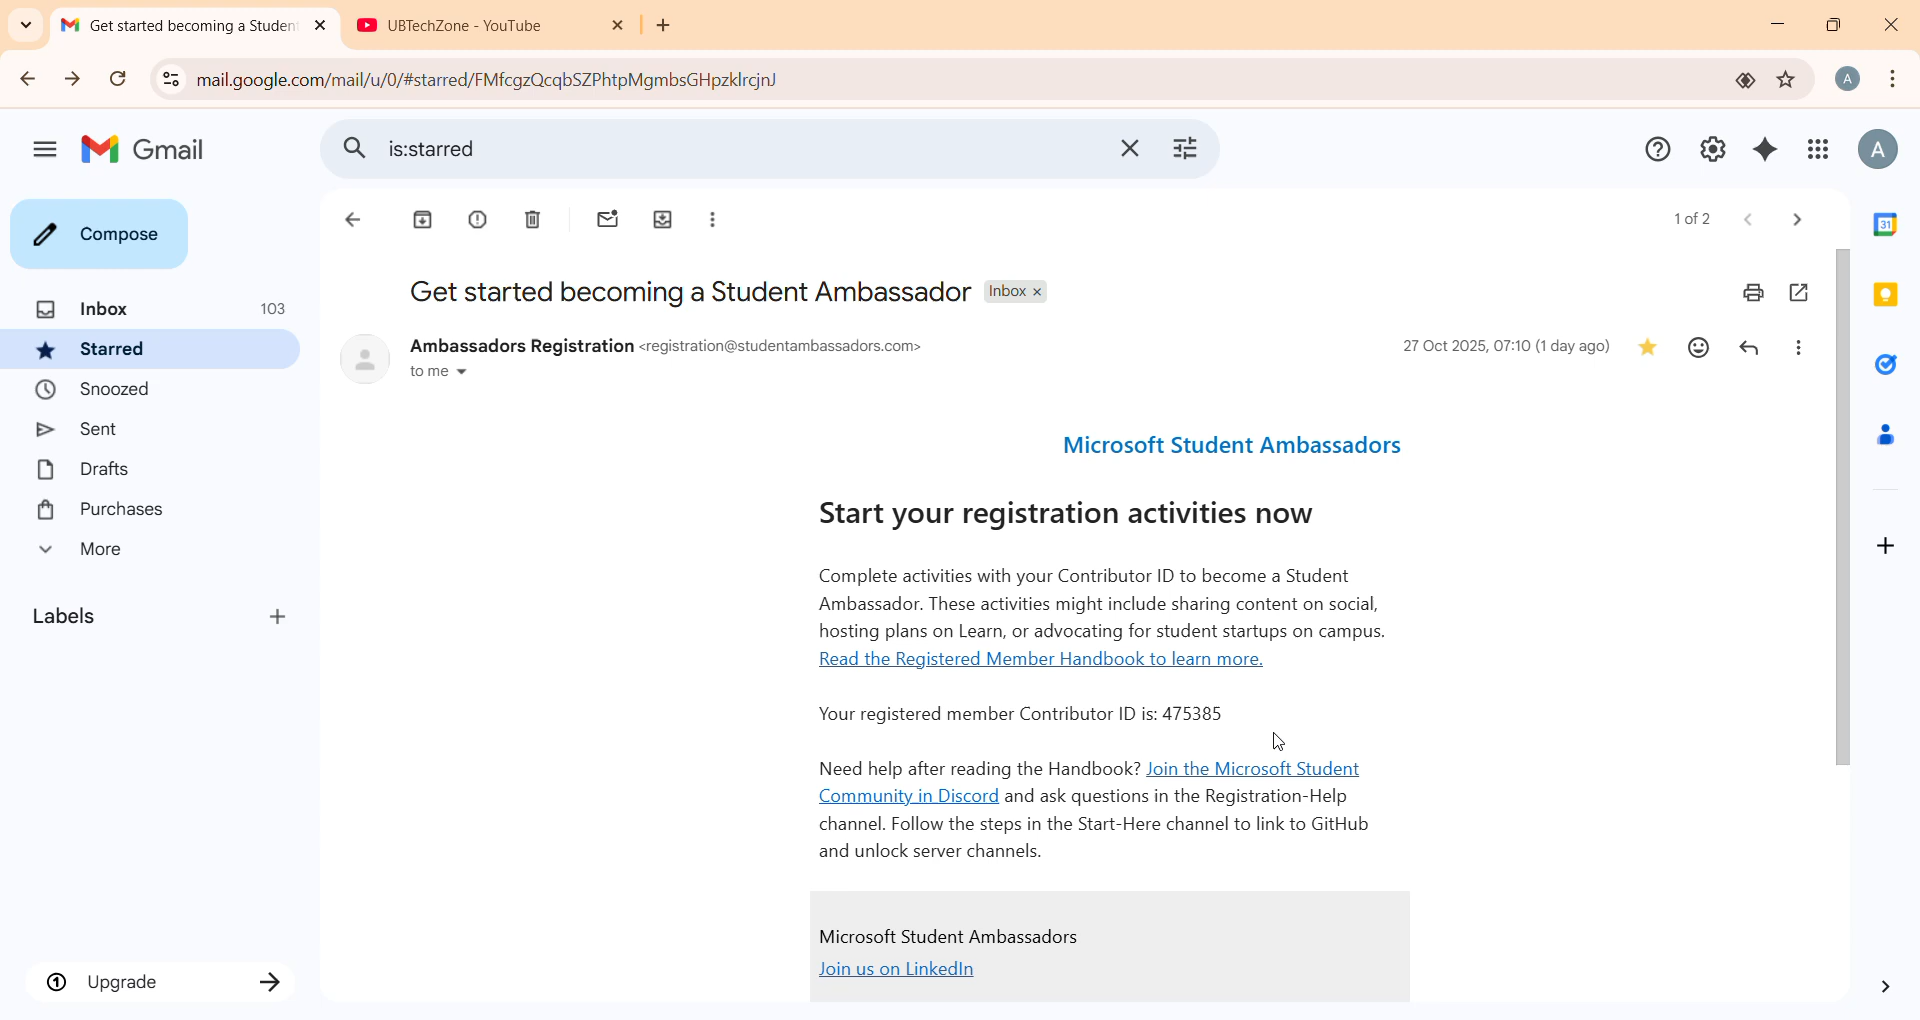 Get started becoming a Studen
UBTechZone - YouTube
mail.google.com/mail/u/0/#starred/FMfcgzQcqbSZPhtpMgmbsGHpzklrcjnJ
A
Gmail
is:starred
A
Compose
1 of 2
31
Get started becoming a Student Ambassador
Inbox ×
Inbox 103
Starred
Snoozed
Sent
Drafts
Purchases
More
Labels
Ambassadors Registration <registration@studentambassadors.com>
27 Oct 2025, 07:10 (1 day ago)
to me
Microsoft Student Ambassadors
Start your registration activities now
Complete activities with your Contributor ID to become a Student
Ambassador. These activities might include sharing content on social,
hosting plans on Learn, or advocating for student startups on campus.
Read the Registered Member Handbook to learn more.
Your registered member Contributor ID is: 475385
Need help after reading the Handbook? Join the Microsoft Student
Community in Discord and ask questions in the Registration-Help
channel. Follow the steps in the Start-Here channel to link to GitHub
and unlock server channels.
Microsoft Student Ambassadors
Join us on LinkedIn
1 Upgrade